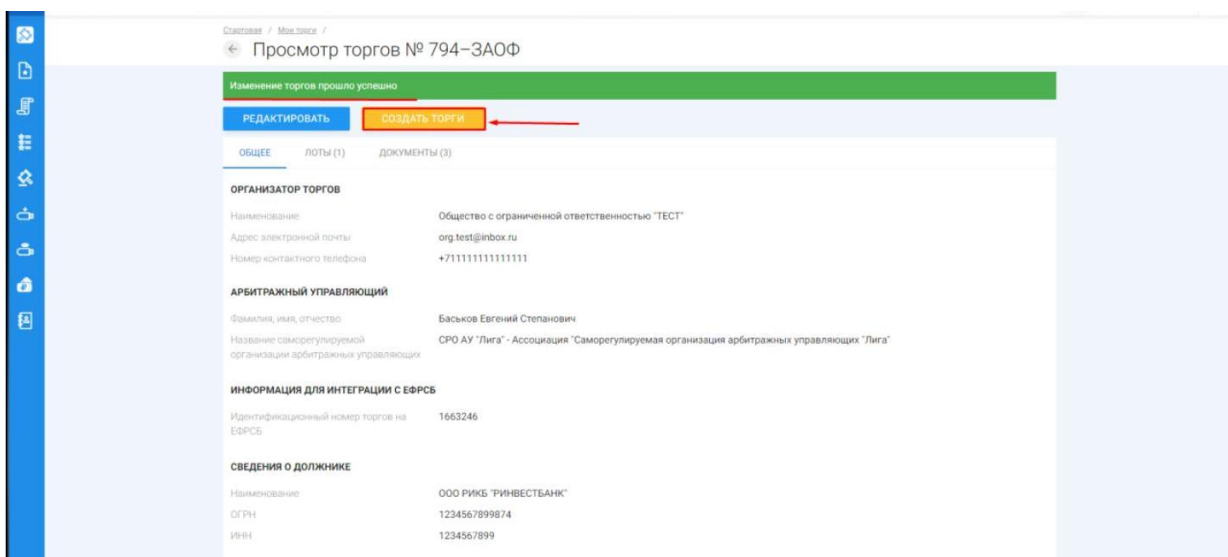 Стартовая / Мои торги /
Просмотр торгов № 794-ЗАОФ
Изменение торгов прошло успешно
РЕДАКТИРОВАТЬ СОЗДАТЬ ТОРГИ
ОБЩЕЕ ЛОТЫ (1) ДОКУМЕНТЫ (3)
ОРГАНИЗАТОР ТОРГОВ
Наименование Общество с ограниченной ответственностью "ТЕСТ"
Адрес электронной почты org.test@inbox.ru
Номер контактного телефона +711111111111111
АРБИТРАЖНЫЙ УПРАВЛЯЮЩИЙ
Фамилия, имя, отчество Баськов Евгений Степанович
Название саморегулируемой СРО АУ "Лига" - Ассоциация "Саморегулируемая организация арбитражных управляющих "Лига"
организации арбитражных управляющих
ИНФОРМАЦИЯ ДЛЯ ИНТЕГРАЦИИ С ЕФРСБ
Идентификационный номер торгов на 1663246
ЕФРСБ
СВЕДЕНИЯ О ДОЛЖНИКЕ
Наименование ООО РИКБ "РИНВЕСТБАНК"
ОГРН 1234567899874
ИНН 1234567899